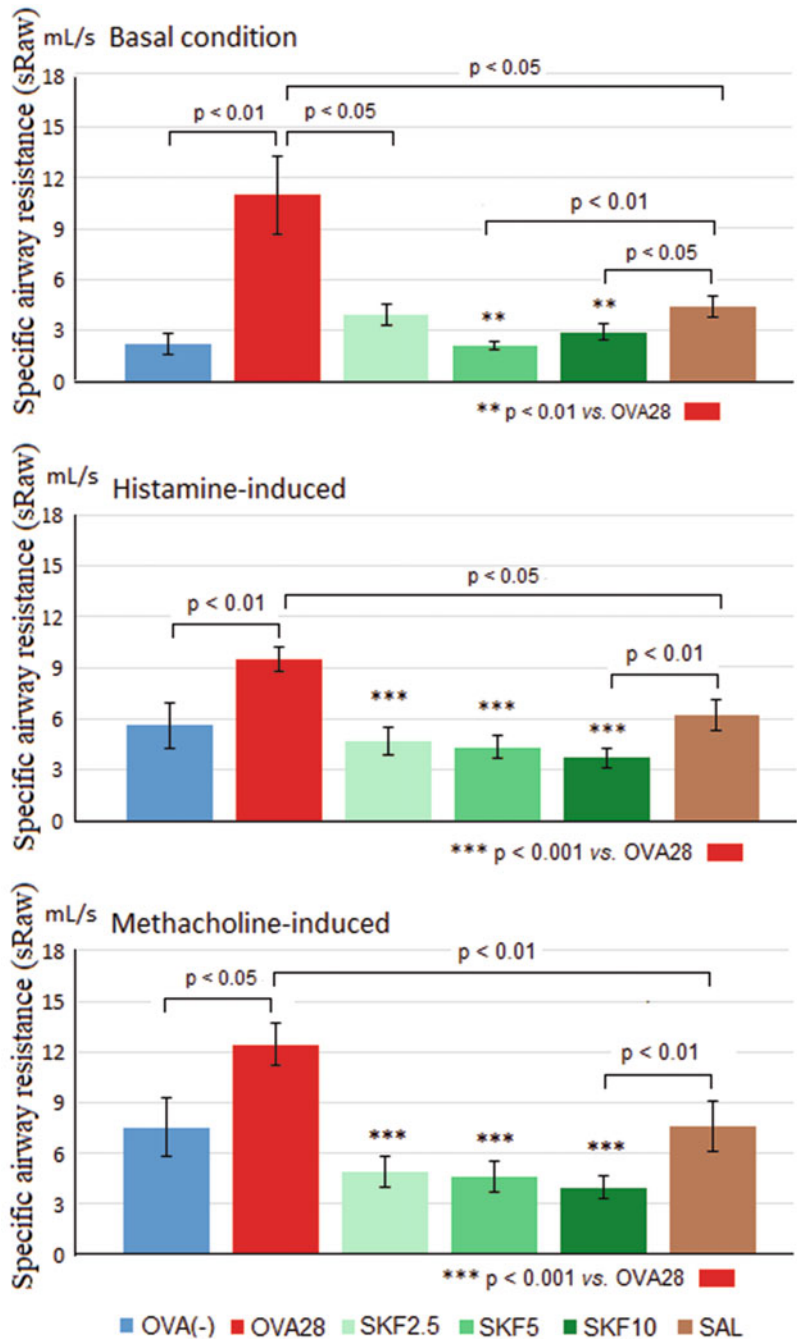 mL/s Basal condition
Specific airway resistance (sRaw)
18
15
12
9
6
3
0
p < 0.05
p < 0.01
p < 0.05
p < 0.01
p < 0.05
**
**
** p < 0.01 vs. OVA28
mL/s Histamine-induced
Specific airway resistance (sRaw)
18
15
12
9
6
3
0
p < 0.05
p < 0.01
p < 0.01
***
***
***
*** p < 0.001 vs. OVA28
mL/s Methacholine-induced
Specific airway resistance (sRaw)
18
15
12
9
6
3
0
p < 0.01
p < 0.05
p < 0.01
***
***
***
*** p < 0.001 vs. OVA28
OVA(-) OVA28 SKF2.5 SKF5 SKF10 SAL